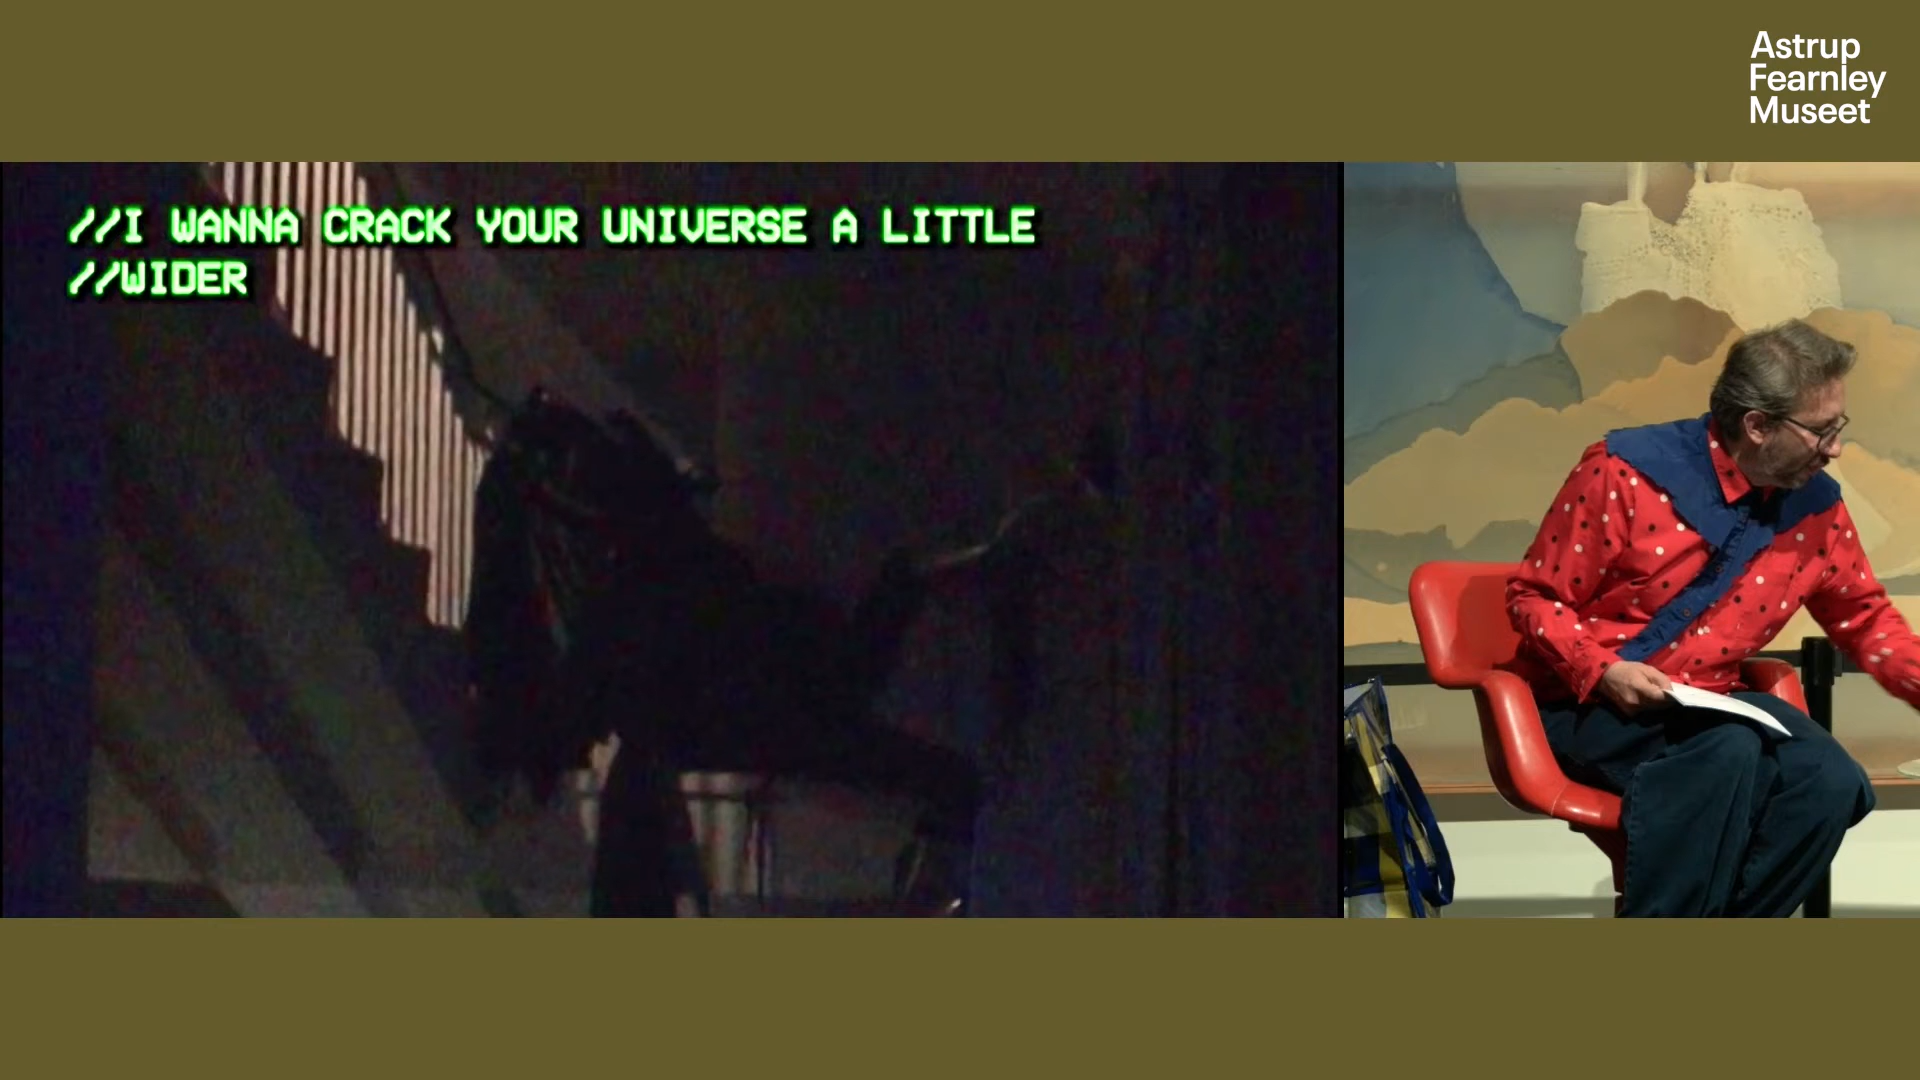 Astrup
Fearnley
Museet
//I WANNA CRACK YOUR UNIVERSE A LITTLE
//WIDER